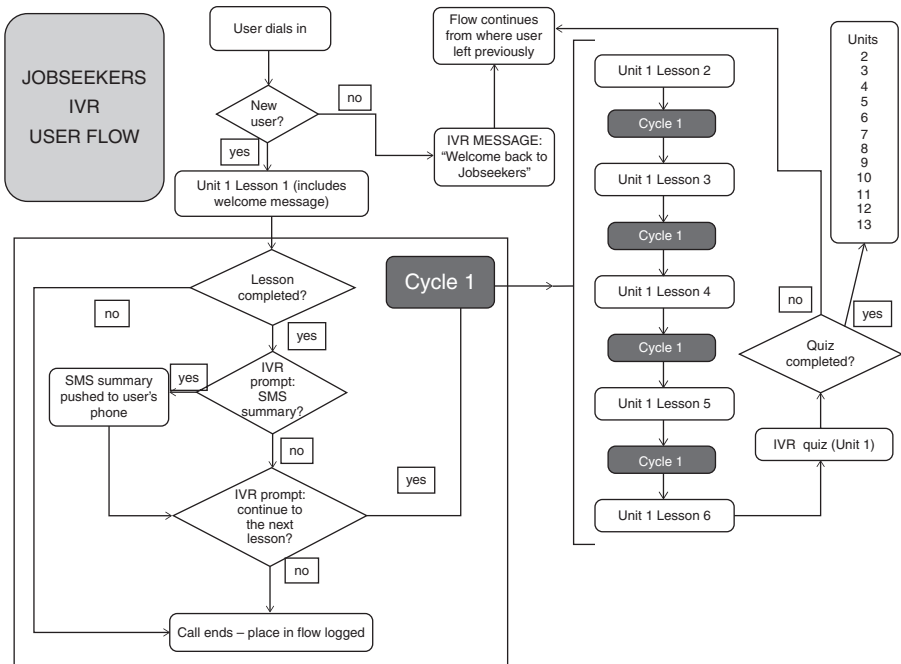 JOBSEEKERS
IVR
USER FLOW
User dials in
New
user?
no
yes
Unit 1 Lesson 1 (includes
welcome message)
IVR MESSAGE:
“Welcome back to
Jobseekers”
Flow continues
from where user
left previously
Lesson
completed?
no
yes
IVR
prompt:
SMS
summary?
yes
SMS summary
pushed to user's
phone
no
IVR prompt:
continue to
the next
lesson?
yes
no
Call ends – place in flow logged
Cycle 1
Unit 1 Lesson 2
Cycle 1
Unit 1 Lesson 3
Cycle 1
Unit 1 Lesson 4
Cycle 1
Unit 1 Lesson 5
Cycle 1
Unit 1 Lesson 6
IVR quiz (Unit 1)
Quiz
completed?
no
yes
Units
2
3
4
5
6
7
8
9
10
11
12
13